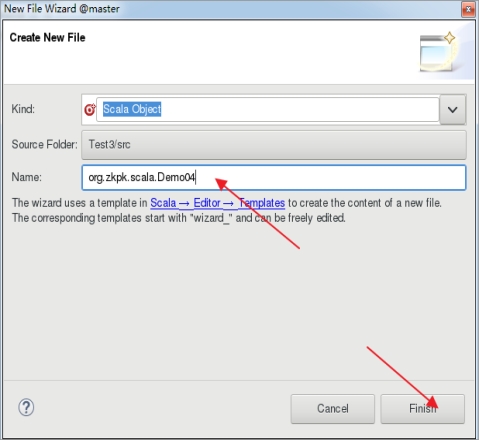 New File Wizard @master
Create New File
Kind: Scala Object
Source Folder: Test3/src
Name: org.zkpk.scala.Demo04
The wizard uses a template in Scala → Editor → Templates to create the content of a new file.
The corresponding templates start with "wizard_" and can be freely edited.
?
Cancel
Finish